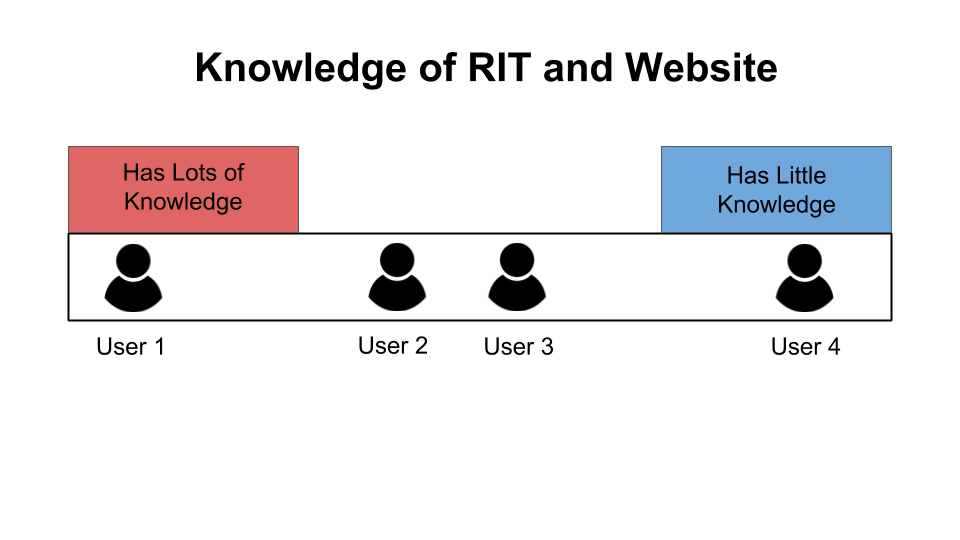 Knowledge of RIT and Website
Has Lots of
Knowledge
Has Little
Knowledge
User 1
User 2
User 3
User 4